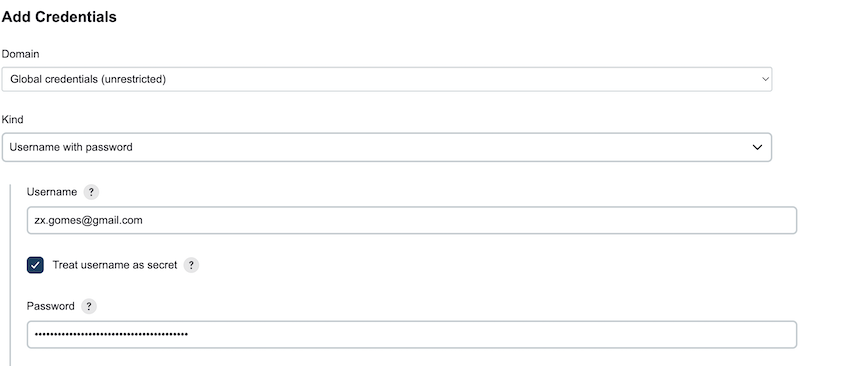 Add Credentials
Domain
Global credentials (unrestricted)
Kind
Username with password
Username ?
zx.gomes@gmail.com
Treat username as secret ?
Password ?
••••••••••••••••••••••••••••••••••••••••